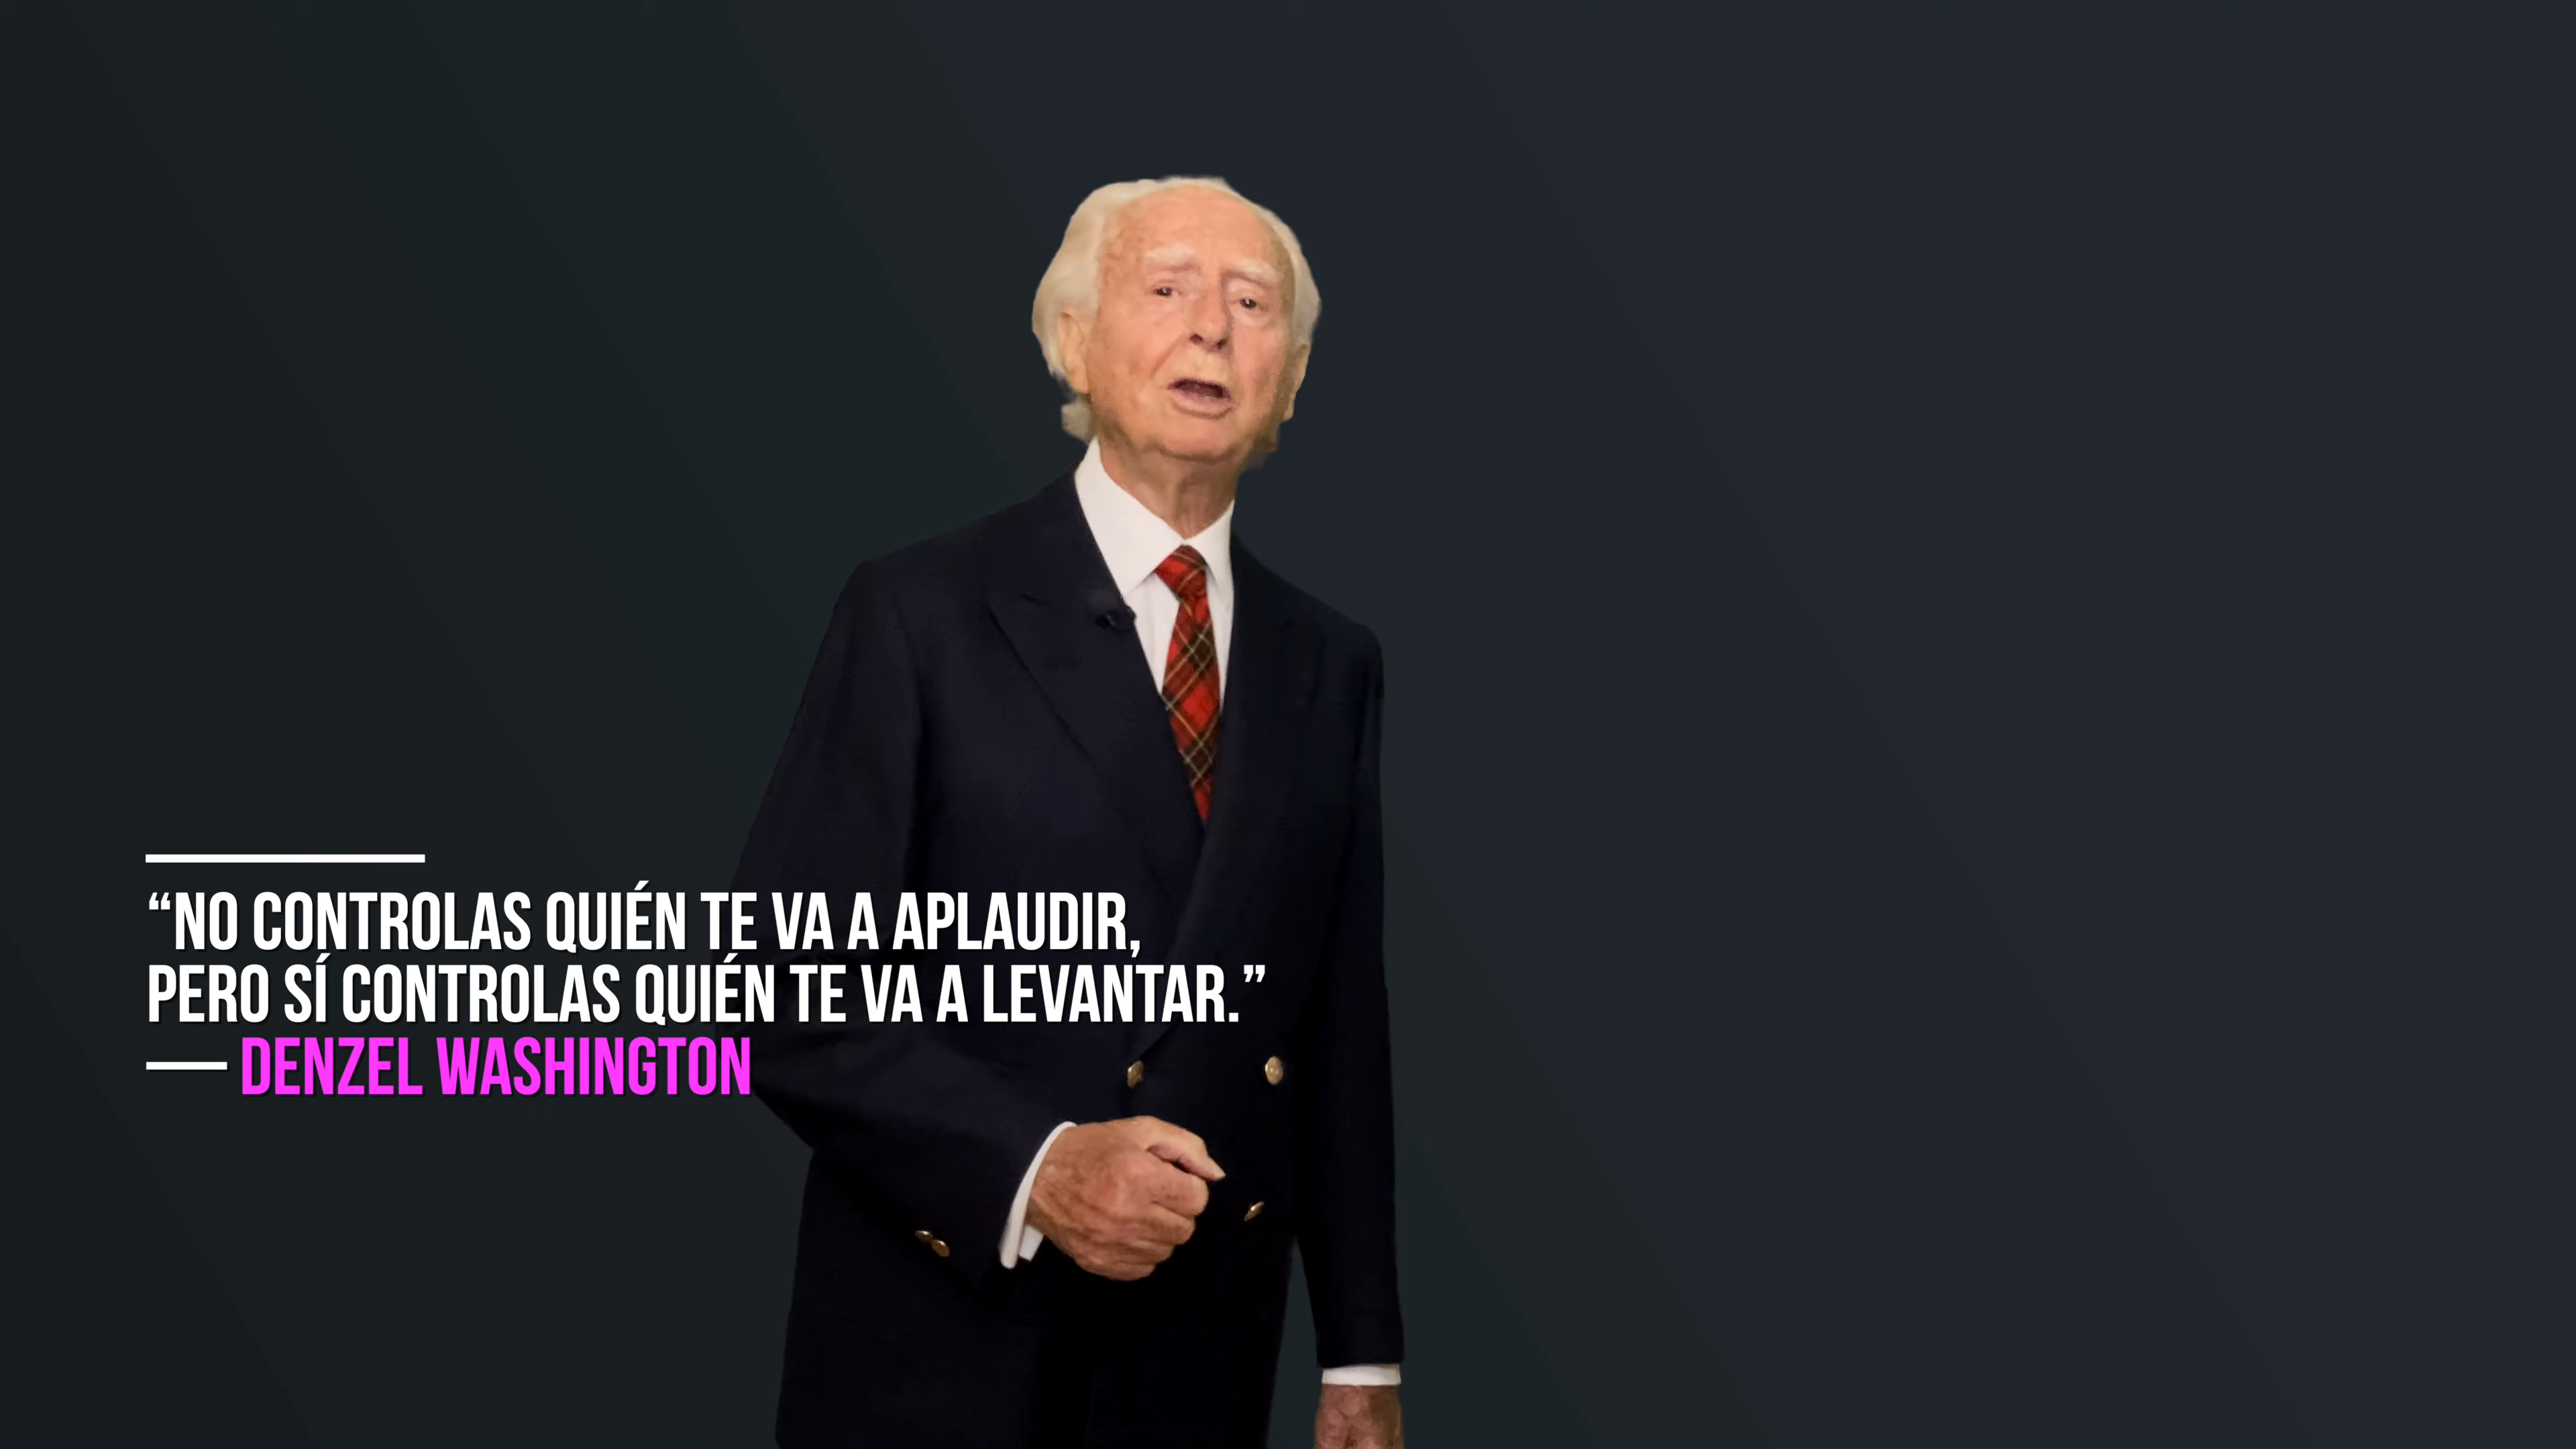 “NO CONTROLAS QUIÉN TE VA A APLAUDIR,
PERO SÍ CONTROLAS QUIÉN TE VA A LEVANTAR.”
— DENZEL WASHINGTON